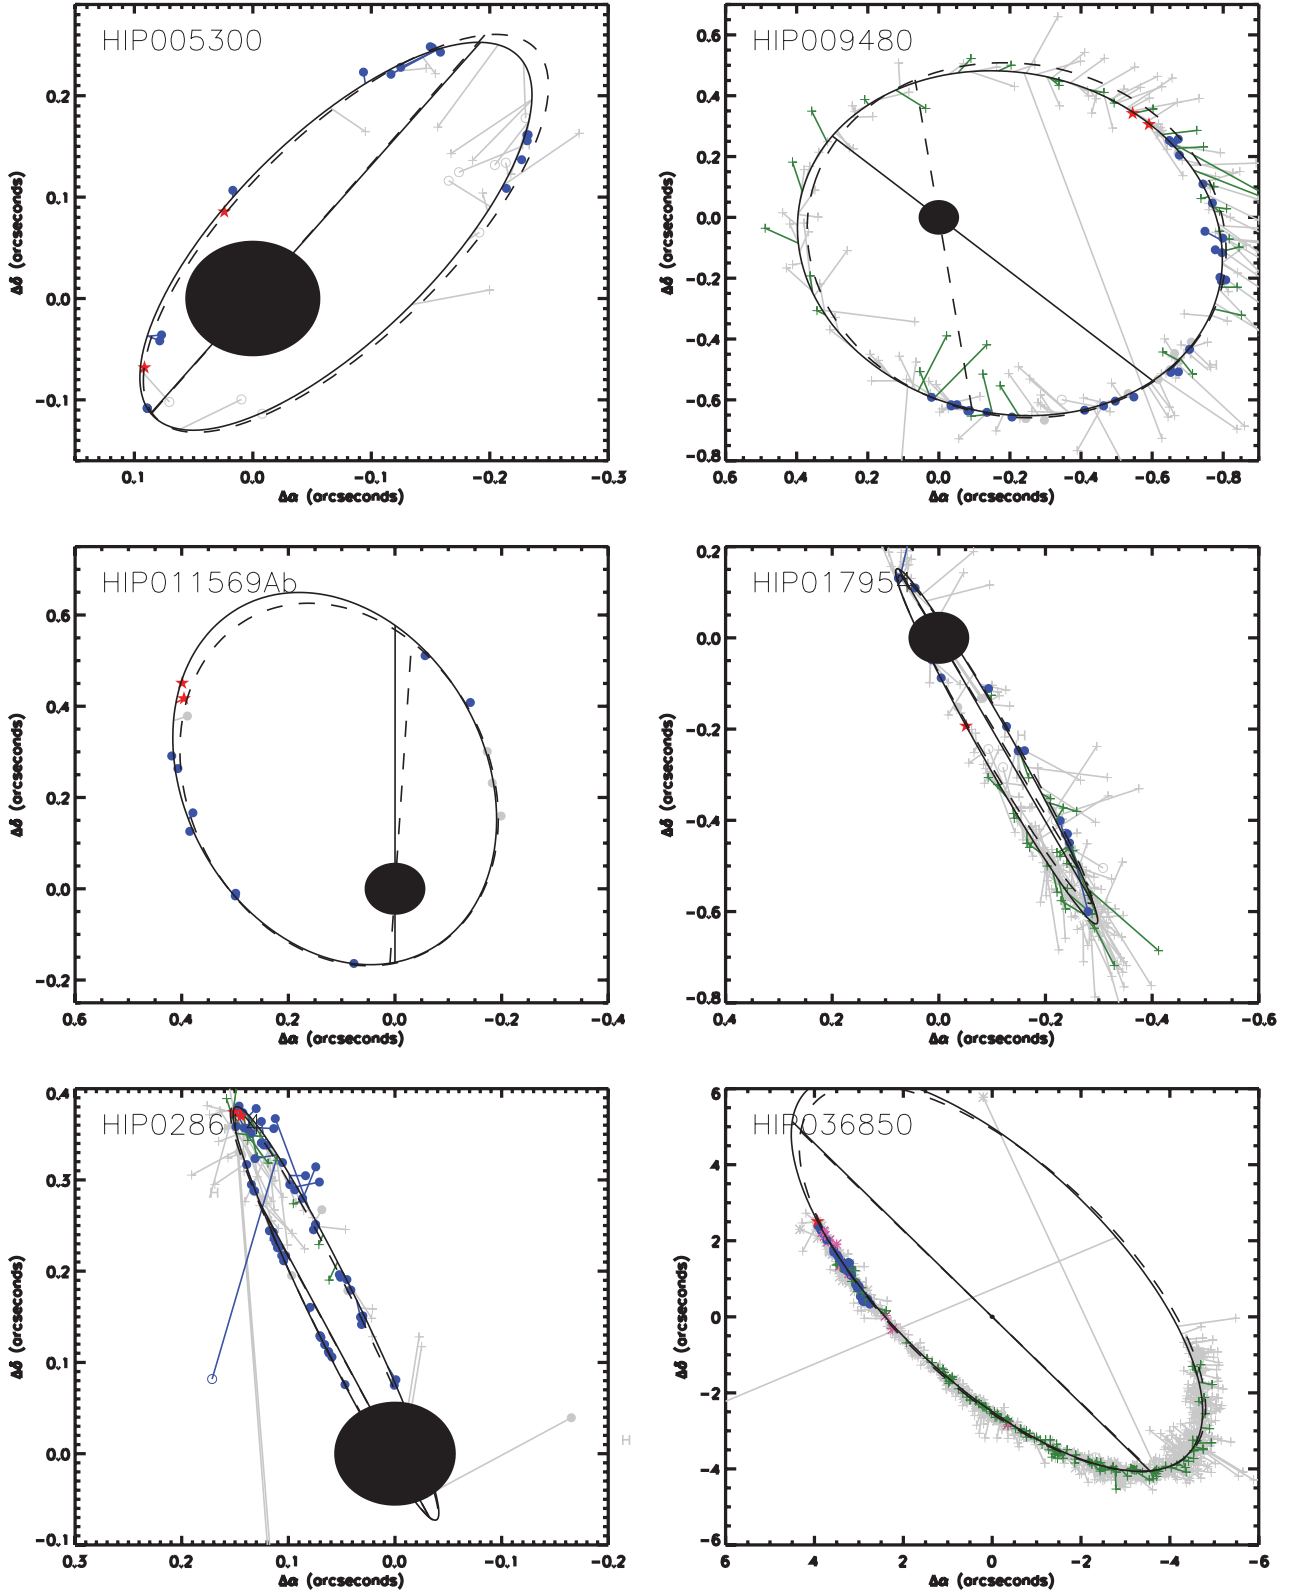 HIP005300
0.2
0.1
0.0
-0.1
Δδ (arcseconds)
0.1 0.0 -0.1 -0.2 -0.3
Δα (arcseconds)
HIP009480
0.6
0.4
0.2
0.0
-0.2
-0.4
-0.6
-0.8
Δδ (arcseconds)
0.6 0.4 0.2 0.0 -0.2 -0.4 -0.6 -0.8
Δα (arcseconds)
HIP011569Ab
0.6
0.4
0.2
0.0
-0.2
Δδ (arcseconds)
0.6 0.4 0.2 0.0 -0.2 -0.4
Δα (arcseconds)
HIP01795
H
0.2
0.0
-0.2
-0.4
-0.6
-0.8
Δδ (arcseconds)
0.4 0.2 0.0 -0.2 -0.4 -0.6
Δα (arcseconds)
HIP0286 4
H
H
0.4
0.3
0.2
0.1
0.0
-0.1
Δδ (arcseconds)
0.3 0.2 0.1 0.0 -0.1 -0.2
Δα (arcseconds)
HIP036850
6
4
2
0
-2
-4
-6
Δδ (arcseconds)
6 4 2 0 -2 -4 -6
Δα (arcseconds)